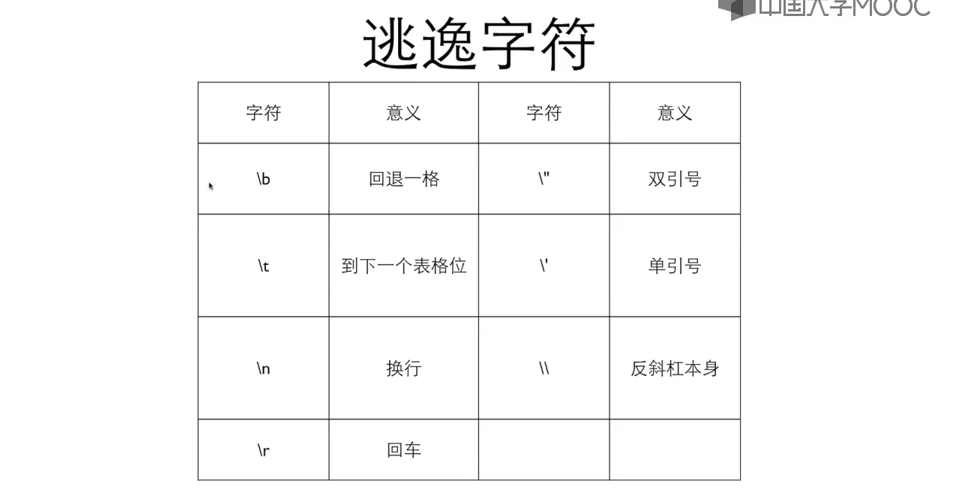 中国大学MOOC
逃逸字符
字符 意义 字符 意义
\b 回退一格 \" 双引号
\t 到下一个表格位 \' 单引号
\n 换行 \\ 反斜杠本身
\r 回车